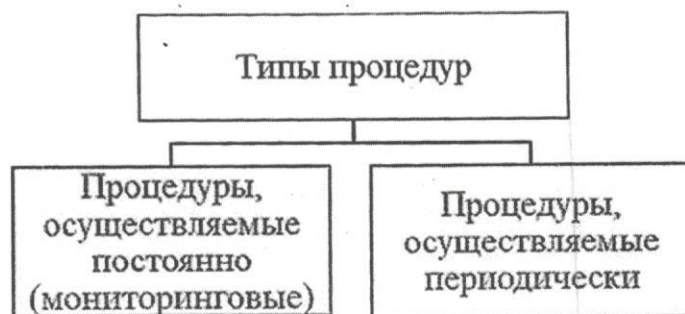 Типы процедур
Процедуры,
осуществляемые
постоянно
(мониторинговые)
Процедуры,
осуществляемые
периодически